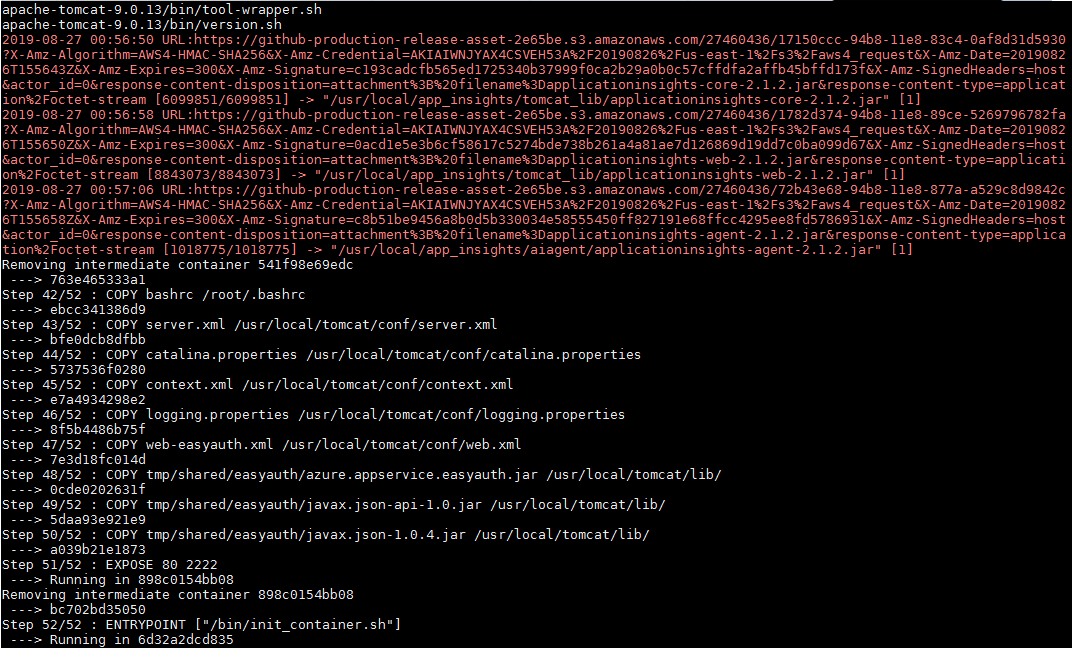 apache-tomcat-9.0.13/bin/tool-wrapper.sh
apache-tomcat-9.0.13/bin/version.sh
2019-08-27 00:56:50 URL:https://github-production-release-asset-2e65be.s3.amazonaws.com/27460436/17150ccc-94b8-11e8-83c4-0af8d31d5930
?X-Amz-Algorithm=AWS4-HMAC-SHA256&X-Amz-Credential=AKIAIWNJYAX4CSVEH53A%2F20190826%2Fus-east-1%2Fs3%2Faws4_request&X-Amz-Date=2019082
6T155643Z&X-Amz-Expires=300&X-Amz-Signature=c193cadcfb565ed1725340b37999f0ca2b29a0b0c57cffdfa2affb45bffd173f&X-Amz-SignedHeaders=host
&actor_id=0&response-content-disposition=attachment%3B%20filename%3Dapplicationinsights-core-2.1.2.jar&response-content-type=applicat
ion%2Foctet-stream [6099851/6099851] -> "/usr/local/app_insights/tomcat_lib/applicationinsights-core-2.1.2.jar" [1]
2019-08-27 00:56:58 URL:https://github-production-release-asset-2e65be.s3.amazonaws.com/27460436/1782d374-94b8-11e8-89ce-5269796782fa
?X-Amz-Algorithm=AWS4-HMAC-SHA256&X-Amz-Credential=AKIAIWNJYAX4CSVEH53A%2F20190826%2Fus-east-1%2Fs3%2Faws4_request&X-Amz-Date=2019082
6T155650Z&X-Amz-Expires=300&X-Amz-Signature=0acd1e5e3b6cf58617c5274bde738b261a4a81ae7d126869d19dd7c0ba099d67&X-Amz-SignedHeaders=host
&actor_id=0&response-content-disposition=attachment%3B%20filename%3Dapplicationinsights-web-2.1.2.jar&response-content-type=applicati
on%2Foctet-stream [8843073/8843073] -> "/usr/local/app_insights/tomcat_lib/applicationinsights-web-2.1.2.jar" [1]
2019-08-27 00:57:06 URL:https://github-production-release-asset-2e65be.s3.amazonaws.com/27460436/72b43e68-94b8-11e8-877a-a529c8d9842c
?X-Amz-Algorithm=AWS4-HMAC-SHA256&X-Amz-Credential=AKIAIWNJYAX4CSVEH53A%2F20190826%2Fus-east-1%2Fs3%2Faws4_request&X-Amz-Date=2019082
6T155658Z&X-Amz-Expires=300&X-Amz-Signature=c8b51be9456a8b0d5b330034e58555450ff827191e68ffcc4295ee8fd5786931&X-Amz-SignedHeaders=host
&actor_id=0&response-content-disposition=attachment%3B%20filename%3Dapplicationinsights-agent-2.1.2.jar&response-content-type=applica
tion%2Foctet-stream [1018775/1018775] -> "/usr/local/app_insights/aiagent/applicationinsights-agent-2.1.2.jar" [1]
Removing intermediate container 541f98e69edc
 ---> 763e465333a1
Step 42/52 : COPY bashrc /root/.bashrc
 ---> ebcc341386d9
Step 43/52 : COPY server.xml /usr/local/tomcat/conf/server.xml
 ---> bfe0dcb8dfbb
Step 44/52 : COPY catalina.properties /usr/local/tomcat/conf/catalina.properties
 ---> 5737536f0280
Step 45/52 : COPY context.xml /usr/local/tomcat/conf/context.xml
 ---> e7a4934298e2
Step 46/52 : COPY logging.properties /usr/local/tomcat/conf/logging.properties
 ---> 8f5b4486b75f
Step 47/52 : COPY web-easyauth.xml /usr/local/tomcat/conf/web.xml
 ---> 7e3d18fc014d
Step 48/52 : COPY tmp/shared/easyauth/azure.appservice.easyauth.jar /usr/local/tomcat/lib/
 ---> 0cde0202631f
Step 49/52 : COPY tmp/shared/easyauth/javax.json-api-1.0.jar /usr/local/tomcat/lib/
 ---> 5daa93e921e9
Step 50/52 : COPY tmp/shared/easyauth/javax.json-1.0.4.jar /usr/local/tomcat/lib/
 ---> a039b21e1873
Step 51/52 : EXPOSE 80 2222
 ---> Running in 898c0154bb08
Removing intermediate container 898c0154bb08
 ---> bc702bd35050
Step 52/52 : ENTRYPOINT ["/bin/init_container.sh"]
 ---> Running in 6d32a2dcd835